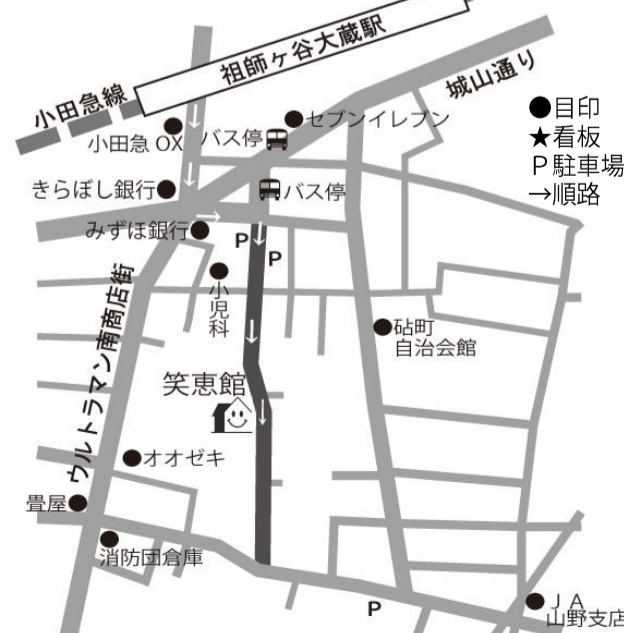 祖師ヶ谷大蔵駅
小田急線
城山通り
●目印
★看板
P駐車場
→順路
セブンイレブン
小田急OX
バス停
きらぼし銀行
バス停
みずほ銀行
P
P
小児科
ウルトラマン南商店街
砧町
自治会館
笑恵館
オオゼキ
畳屋
消防団倉庫
P
JA
山野支店